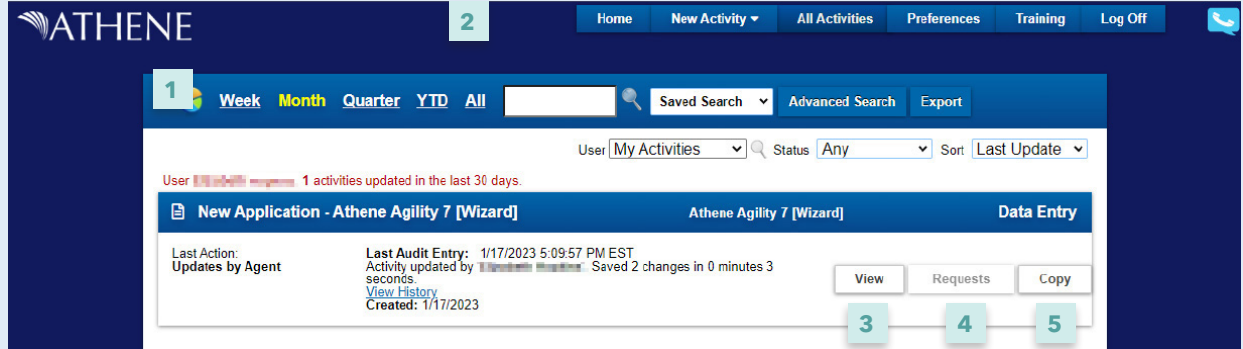 ATHENE
2
Home New Activity All Activities Preferences Training Log Off
1
Week Month Quarter YTD All Saved Search Advanced Search Export
User My Activities Status Any Sort Last Update
User 1 activities updated in the last 30 days.
New Application - Athene Agility 7 [Wizard] Athene Agility 7 [Wizard] Data Entry
Last Action: Last Audit Entry: 1/17/2023 5:09:57 PM EST
Updates by Agent Activity updated by . Saved 2 changes in 0 minutes 3
seconds.
View History
Created: 1/17/2023
View Requests Copy
3 4 5